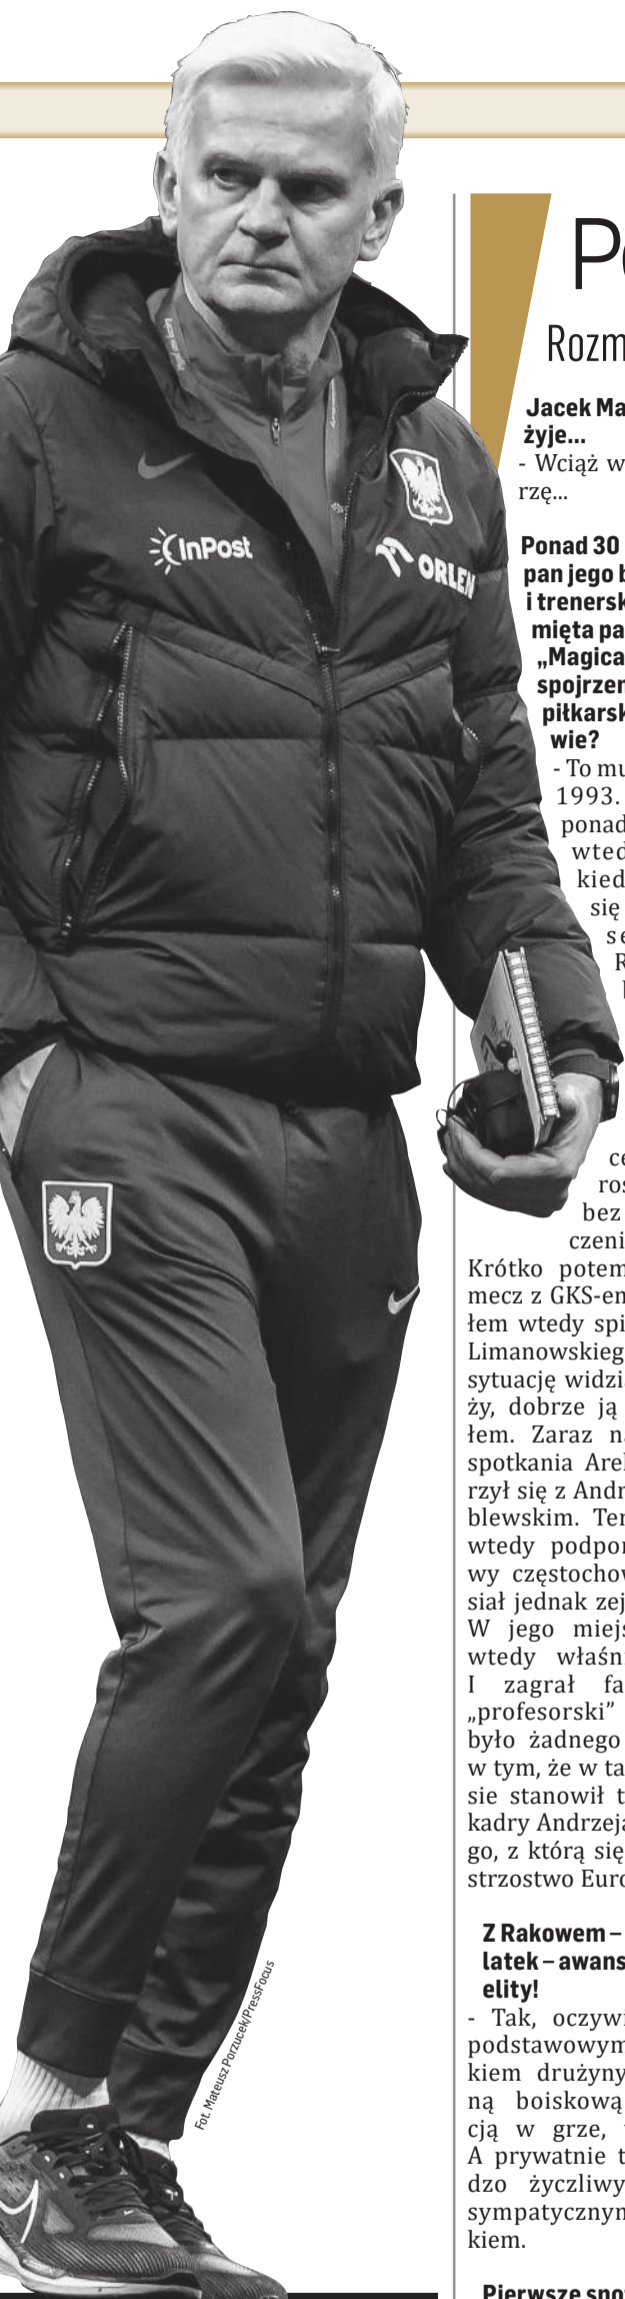 InPost
ORLEN
Fot. Mateusz Porzucek/PressFocus
Rozm
Jacek Ma
żyje...
- Wciąż w
rzę...
Ponad 30
pan jego b
i trenersk
mięta pa
„Magica
spojrzen
piłkarsk
wie?
- To mu
1993.
ponad
wted
kied
się
se
R
ce
ros
bez
czeni
Krótko potem
mecz z GKS-em
łem wtedy spi
Limanowskieg
sytuację widzi
ży, dobrze ją
łem. Zaraz na
spotkania Arel
rzył się z Andr
blewskim. Ten
wtedy podpor
wy częstochow
siał jednak zej
W jego miejs
wtedy właśn
I zagrał fa
„profesorski”
było żadnego
w tym, że w ta
sie stanowił t
kadry Andrzeja
go, z którą się
strzostwo Euro
Z Rakowem –
latek – awans
elity!
- Tak, oczywi
podstawowym
kiem drużyny
ną boiskową
cją w grze,
A prywatnie t
dzo życzliwy
sympatycznym
kiem.
Pierwsze spo